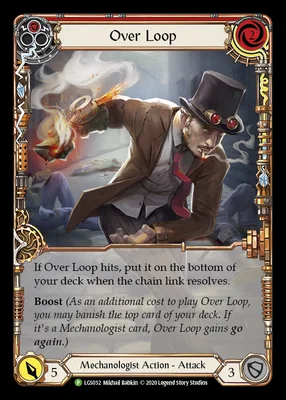 Over Loop
2
If Over Loop hits, put it on the bottom of
your deck when the chain link resolves.
Boost (As an additional cost to play Over Loop,
you may banish the top card of your deck. If
it's a Mechanologist card, Over Loop gains go
again.)
5
Mechanologist Action - Attack
3
P LGS032 Mikhail Babkin © 2020 Legend Story Studios